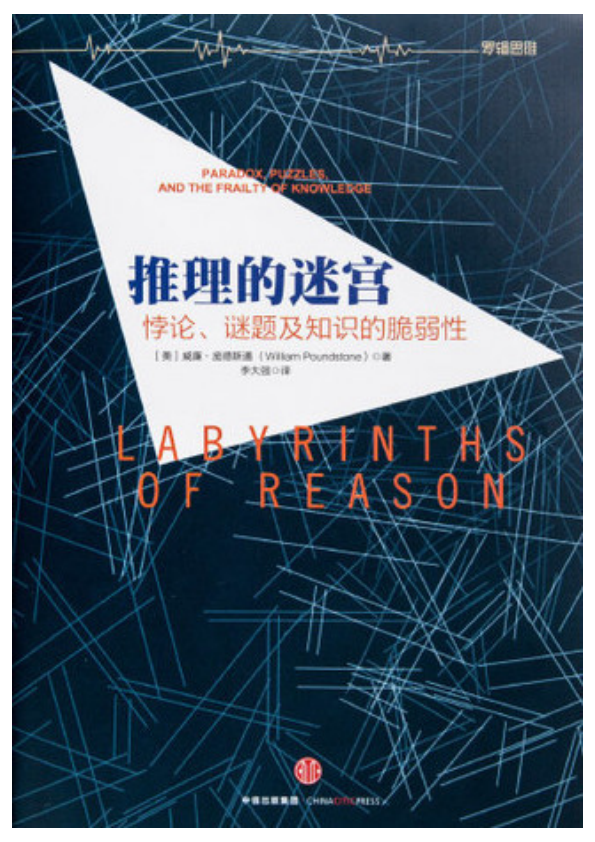 罗辑思维
PARADOX, PUZZLES,
AND THE FRAILTY OF KNOWLEDGE
推理的迷宫
悖论、谜题及知识的脆弱性
［美］威廉·庞德斯通（William Poundstone）◎著
李大强◎译
LABYRINTHS
OF REASON
CITIC
中信出版集团 CHINACITICPRESS